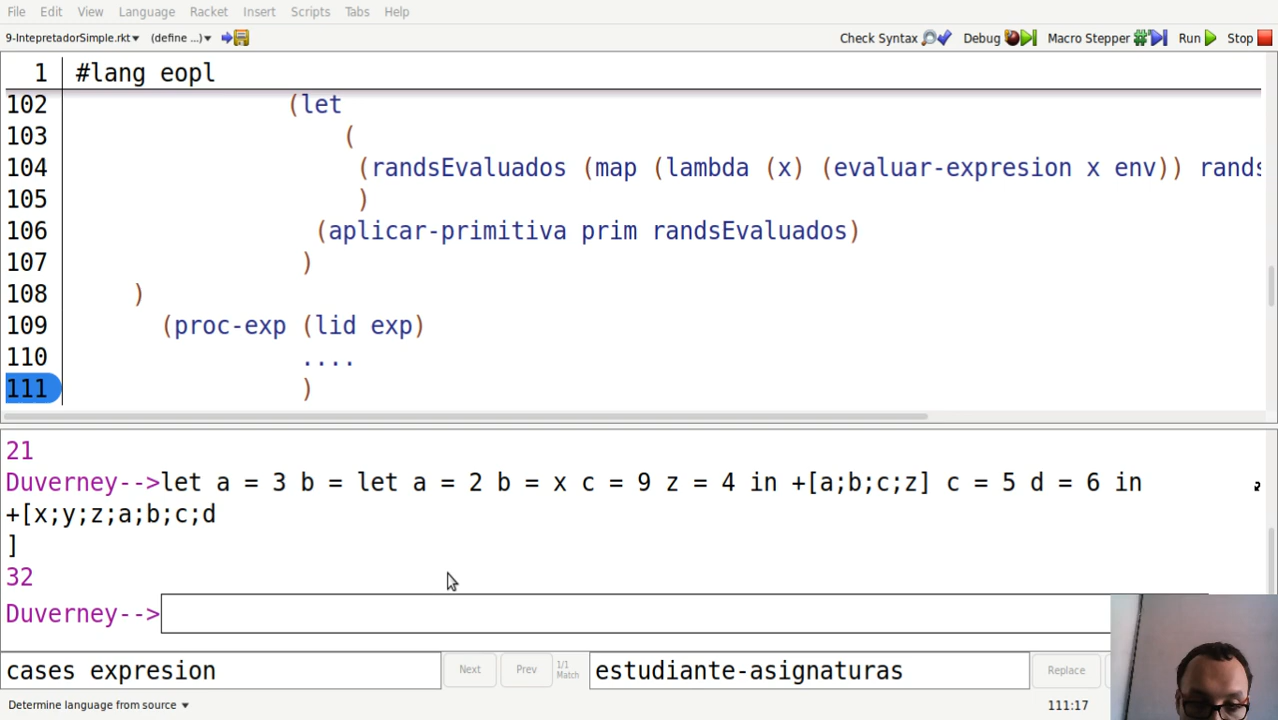 File Edit View Language Racket Insert Scripts Tabs Help
9-IntepretadorSimple.rkt▾ (define ...)▾ Check Syntax Debug Macro Stepper Run Stop
1 #lang eopl
102 (let
103 (
104 (randsEvaluados (map (lambda (x) (evaluar-expresion x env)) rands
105 )
106 (aplicar-primitiva prim randsEvaluados)
107 )
108 )
109 (proc-exp (lid exp)
110 ....
111 )
21
Duverney-->let a = 3 b = let a = 2 b = x c = 9 z = 4 in +[a;b;c;z] c = 5 d = 6 in
+[x;y;z;a;b;c;d
]
32
Duverney-->
cases expresion Next Prev 1/1 Match estudiante-asignaturas Replace
Determine language from source ▾ 111:17